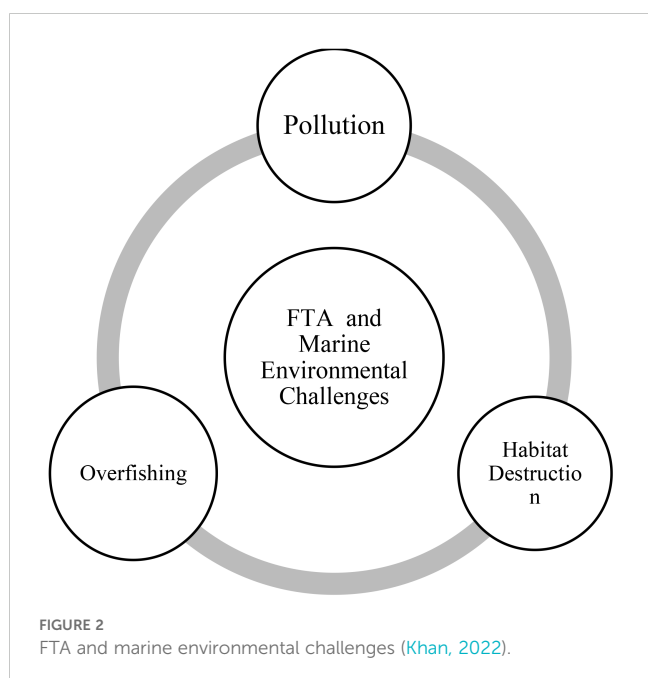 Pollution
FTA and
Marine
Environmental
Challenges
Overfishing
Habitat
Destructio
n
FIGURE 2
FTA and marine environmental challenges (Khan, 2022).